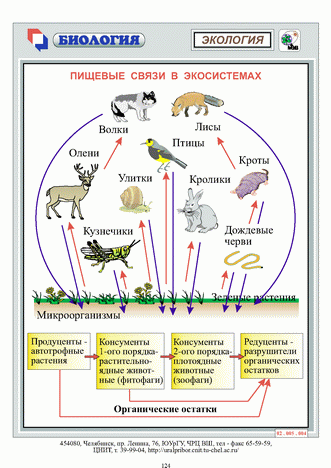 БИОЛОГИЯ
ЭКОЛОГИЯ
ПИЩЕВЫЕ СВЯЗИ В ЭКОСИСТЕМАХ
Волки
Лисы
Птицы
Олени
Улитки
Кролики
Кроты
Кузнечики
Дождевые
черви
Зеленые растения
Микроорганизмы
Продуценты -
автотрофные
растения
Консументы
1-ого порядка-
растительно-
ядные живот-
ные (фитофаги)
Консументы
2-ого порядка-
плотоядные
животные
(зоофаги)
Редуценты -
разрушители
органических
остатков
Органические остатки
02.001.004
454080, Челябинск, пр. Ленина, 76, ЮУрГУ, ЧРЦ ВШ, тел - факс 65-59-59,
ЦНИТ, т. 39-99-04, http://uralpribor.cnit.tu-chel.ac.ru/
124